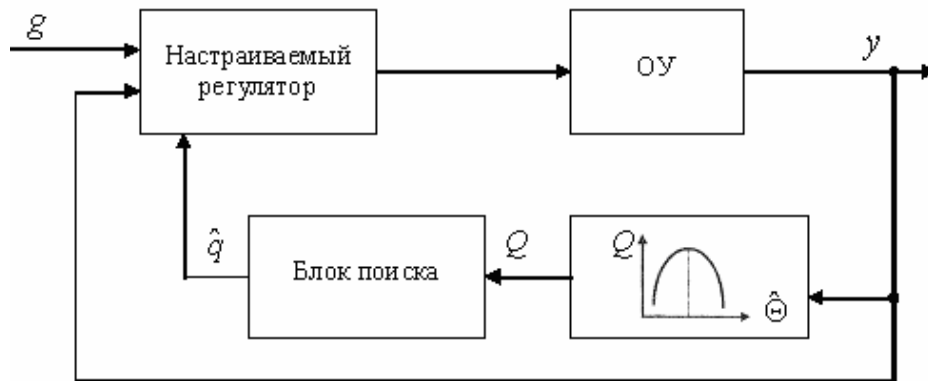 g
Настраиваемый
регулятор
ОУ
y
q̂
Блок поиска
Q
Q
Θ̂